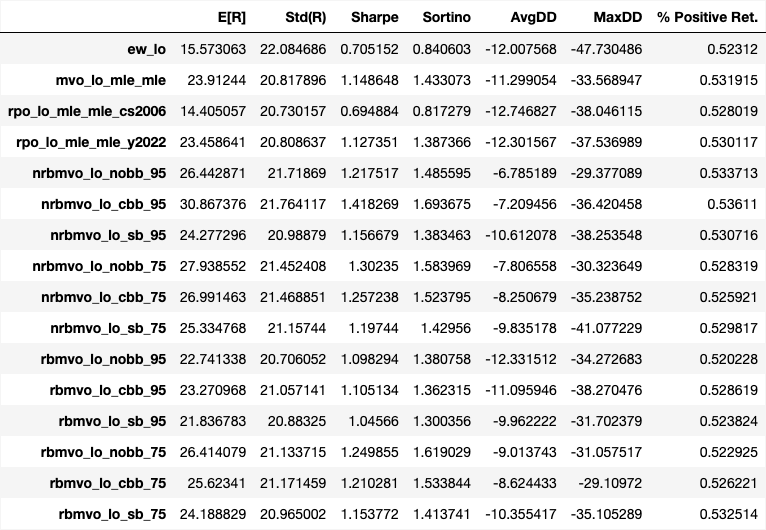 E[R] Std(R) Sharpe Sortino AvgDD MaxDD % Positive Ret.
ew_lo 15.573063 22.084686 0.705152 0.840603 -12.007568 -47.730486 0.52312
mvo_lo_mle_mle 23.91244 20.817896 1.148648 1.433073 -11.299054 -33.568947 0.531915
rpo_lo_mle_mle_cs2006 14.405057 20.730157 0.694884 0.817279 -12.746827 -38.046115 0.528019
rpo_lo_mle_mle_y2022 23.458641 20.808637 1.127351 1.387366 -12.301567 -37.536989 0.530117
nrbmvo_lo_nobb_95 26.442871 21.71869 1.217517 1.485595 -6.785189 -29.377089 0.533713
nrbmvo_lo_cbb_95 30.867376 21.764117 1.418269 1.693675 -7.209456 -36.420458 0.53611
nrbmvo_lo_sb_95 24.277296 20.98879 1.156679 1.383463 -10.612078 -38.253548 0.530716
nrbmvo_lo_nobb_75 27.938552 21.452408 1.30235 1.583969 -7.806558 -30.323649 0.528319
nrbmvo_lo_cbb_75 26.991463 21.468851 1.257238 1.523795 -8.250679 -35.238752 0.525921
nrbmvo_lo_sb_75 25.334768 21.15744 1.19744 1.42956 -9.835178 -41.077229 0.529817
rbmvo_lo_nobb_95 22.741338 20.706052 1.098294 1.380758 -12.331512 -34.272683 0.520228
rbmvo_lo_cbb_95 23.270968 21.057141 1.105134 1.362315 -11.095946 -38.270476 0.528619
rbmvo_lo_sb_95 21.836783 20.88325 1.04566 1.300356 -9.962222 -31.702379 0.523824
rbmvo_lo_nobb_75 26.414079 21.133715 1.249855 1.619029 -9.013743 -31.057517 0.522925
rbmvo_lo_cbb_75 25.62341 21.171459 1.210281 1.533844 -8.624433 -29.10972 0.526221
rbmvo_lo_sb_75 24.188829 20.965002 1.153772 1.413741 -10.355417 -35.105289 0.532514